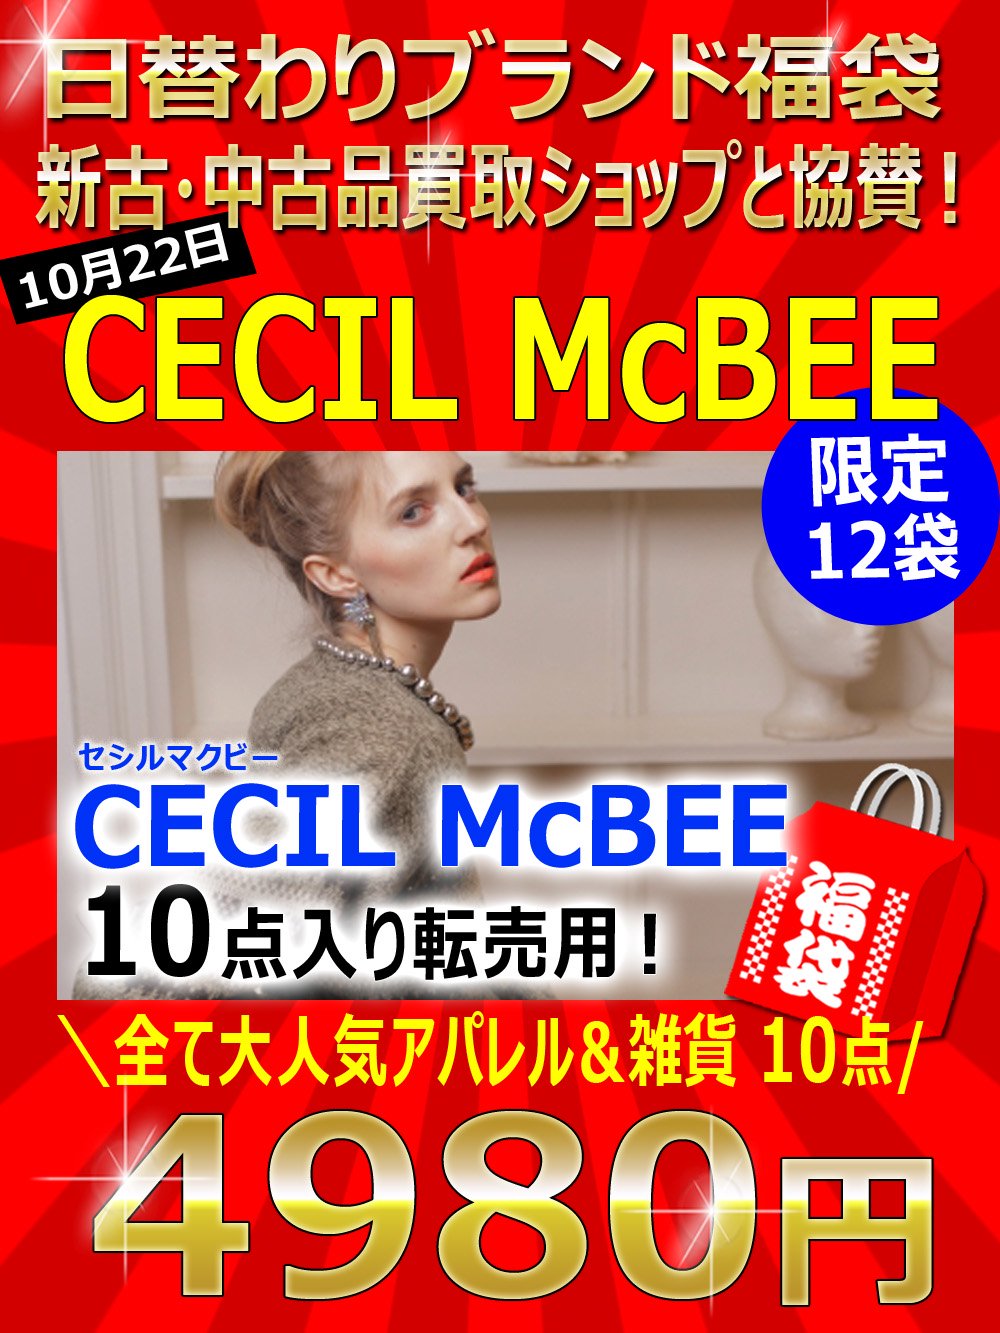 日替わりブランド福袋
新古・中古品買取ショップと協賛！
10月22日
CECIL McBEE
限定
12袋
セシルマクビー
CECIL McBEE
10点入り転売用！
福袋
\全て大人気アパレル＆雑貨 10点/
4980円